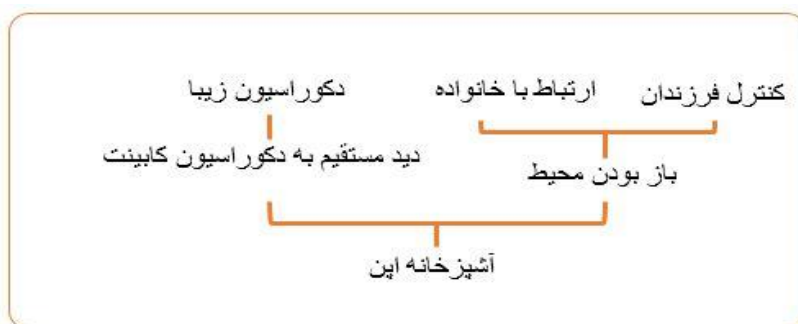 کنترل فرزندان
ارتباط با خانواده
دکوراسیون زیبا
باز بودن محیط
دید مستقیم به دکوراسیون کابینت
آشپزخانه اپن